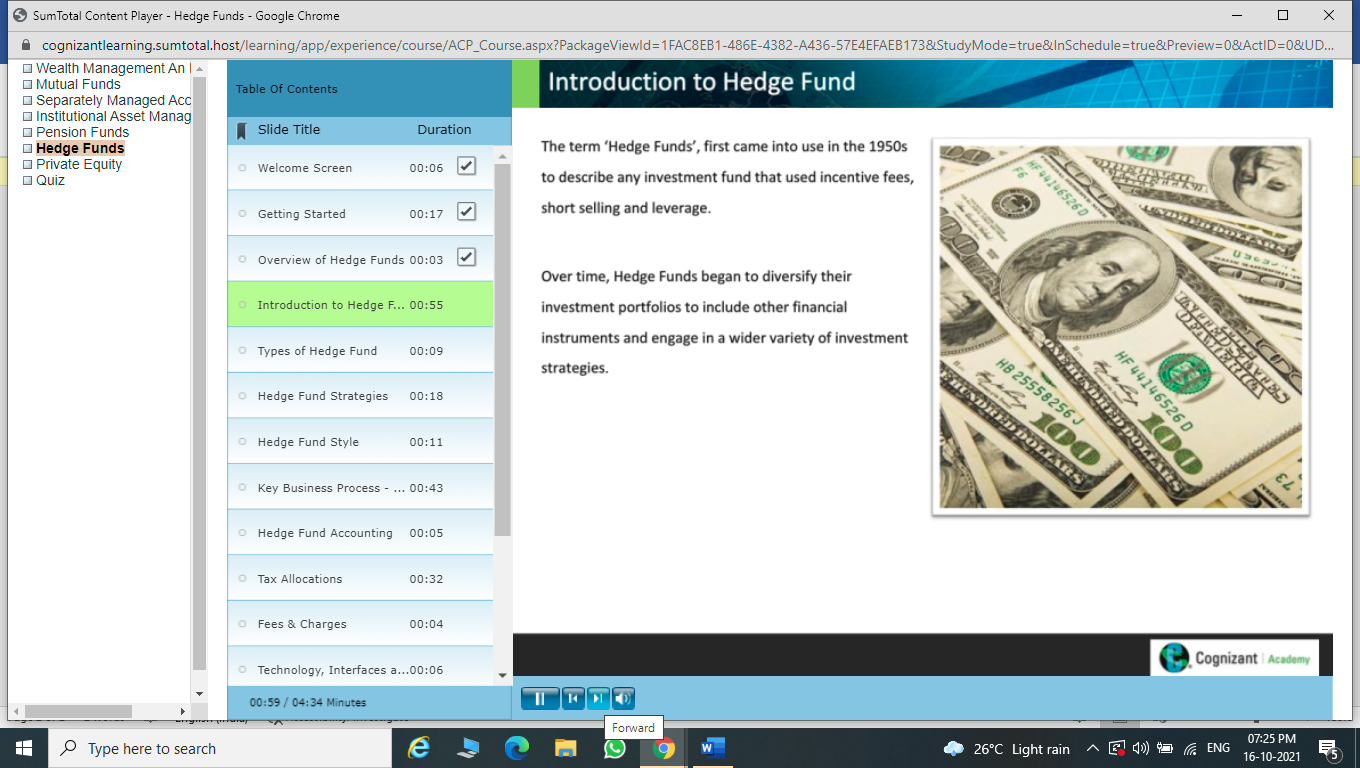 SumTotal Content Player - Hedge Funds - Google Chrome
cognizantlearning.sumtotal.host/learning/app/experience/course/ACP_Course.aspx?PackageViewId=1FAC8EB1-486E-4382-A436-57E4EFAEB173&StudyMode=true&InSchedule=true&Preview=0&ActID=0&UD...
Wealth Management An
Mutual Funds
Separately Managed Acc
Institutional Asset Manag
Pension Funds
Hedge Funds
Private Equity
Quiz
Table Of Contents
Slide Title Duration
Welcome Screen 00:06
Getting Started 00:17
Overview of Hedge Funds 00:03
Introduction to Hedge F... 00:55
Types of Hedge Fund 00:09
Hedge Fund Strategies 00:18
Hedge Fund Style 00:11
Key Business Process - ... 00:43
Hedge Fund Accounting 00:05
Tax Allocations 00:32
Fees & Charges 00:04
Technology, Interfaces a... 00:06
00:59 / 04:34 Minutes
Introduction to Hedge Fund
The term ‘Hedge Funds’, first came into use in the 1950s
to describe any investment fund that used incentive fees,
short selling and leverage.
Over time, Hedge Funds began to diversify their
investment portfolios to include other financial
instruments and engage in a wider variety of investment
strategies.
HF44146526D
F6
HF44146526D
HB25558256J
100
100
Cognizant | Academy
Forward
Type here to search
26°C Light rain
ENG
07:25 PM
16-10-2021
5